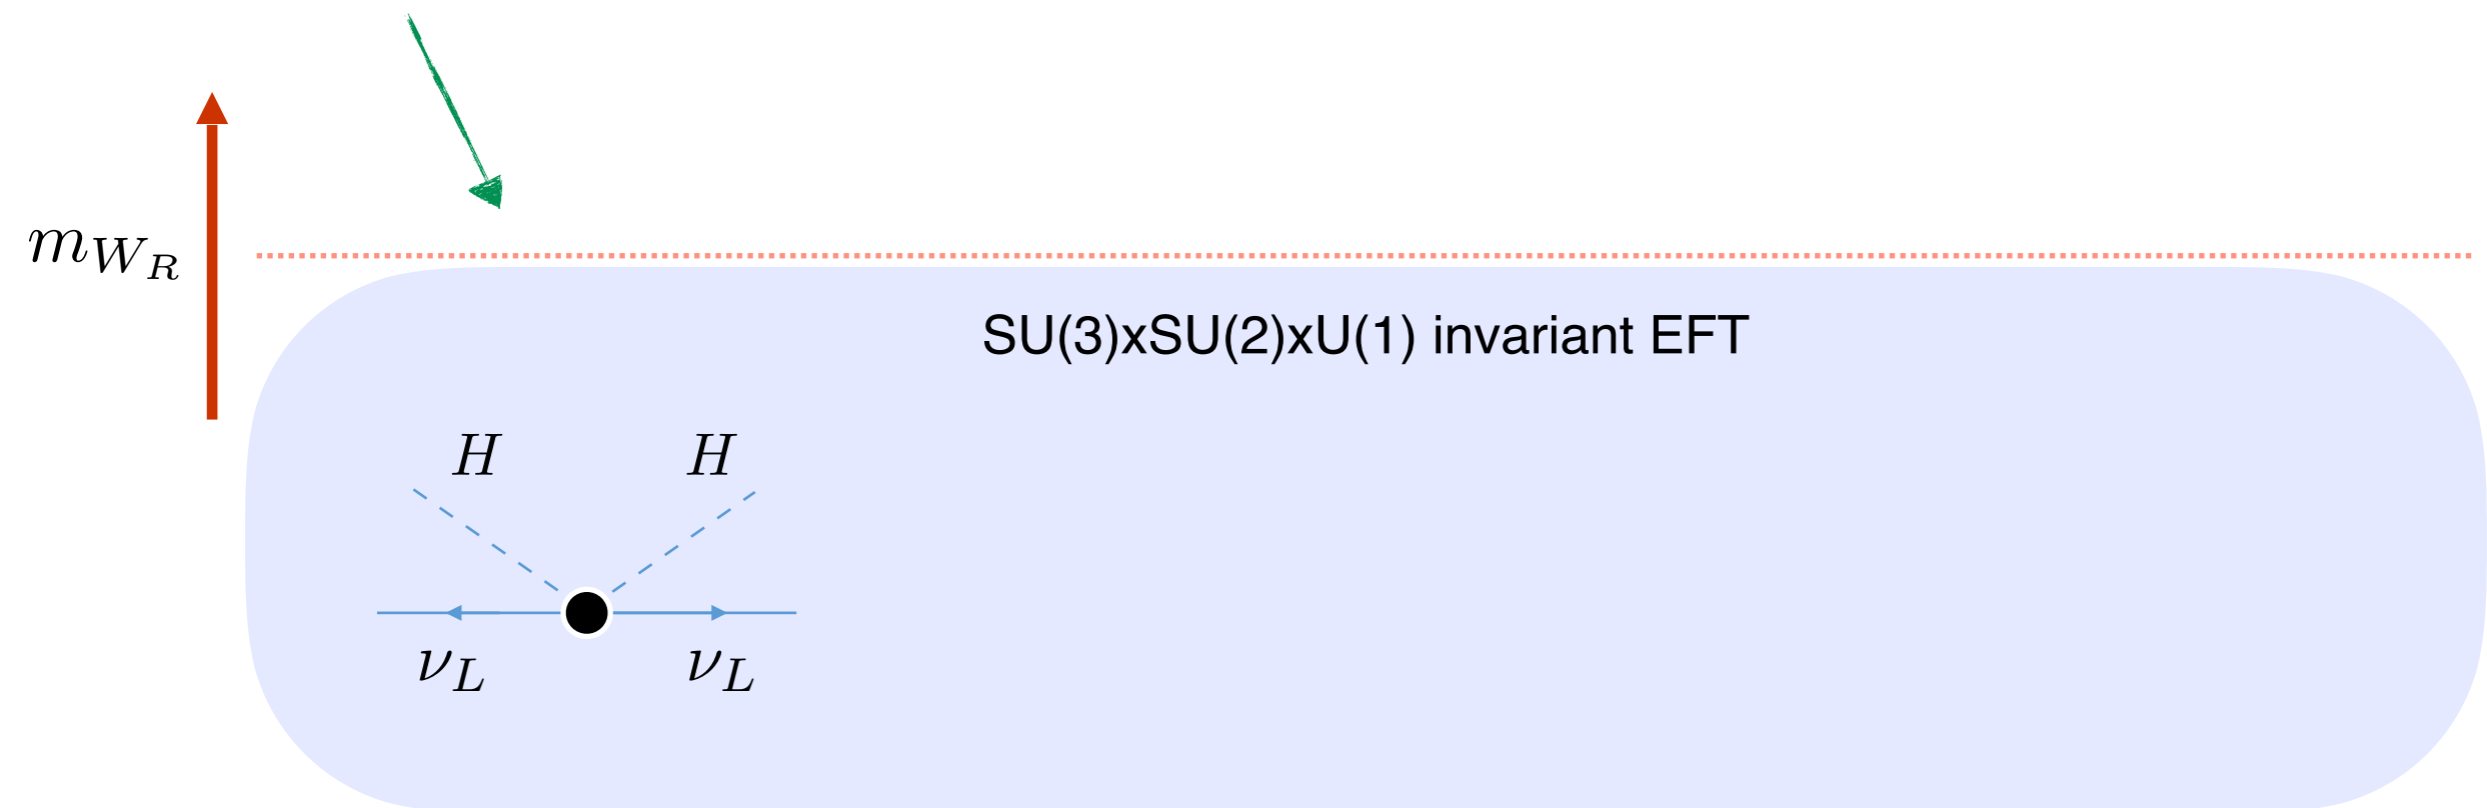 m_{W_R}
SU(3)xSU(2)xU(1) invariant EFT
H H
ν_L ν_L